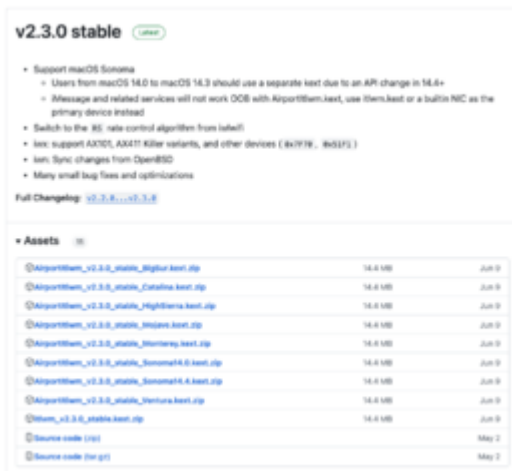 v2.3.0 stable Latest
Support macOS Sonoma
Users from macOS 14.0 to macOS 14.3 should use a separate kext due to an API change in 14.4+
iMessage and related services will not work OOB with AirportItlwm.kext, use itlwm.kext or a builtin NIC as the
primary device instead
Switch to the RS rate control algorithm from iwlwifi
iwx: support AX101, AX411 Killer variants, and other devices (
iwn: Sync changes from OpenBSD
Many small bug fixes and optimizations
Full Changelog: v2.2.0...v2.3.0
Assets
AirportItlwm_v2.3.0_stable_BigSur.kext.zip 14.4 MB Jun 9
AirportItlwm_v2.3.0_stable_Catalina.kext.zip 14.4 MB Jun 9
AirportItlwm_v2.3.0_stable_HighSierra.kext.zip 14.4 MB Jun 9
AirportItlwm_v2.3.0_stable_Mojave.kext.zip 14.4 MB Jun 9
AirportItlwm_v2.3.0_stable_Monterey.kext.zip 14.4 MB Jun 9
AirportItlwm_v2.3.0_stable_Sonoma14.0.kext.zip 14.4 MB Jun 9
AirportItlwm_v2.3.0_stable_Sonoma14.4.kext.zip 14.4 MB Jun 9
AirportItlwm_v2.3.0_stable_Ventura.kext.zip 14.4 MB Jun 9
itlwm_v2.3.0_stable.kext.zip 14.4 MB Jun 9
Source code (zip) May 2
Source code (tar.gz) May 2